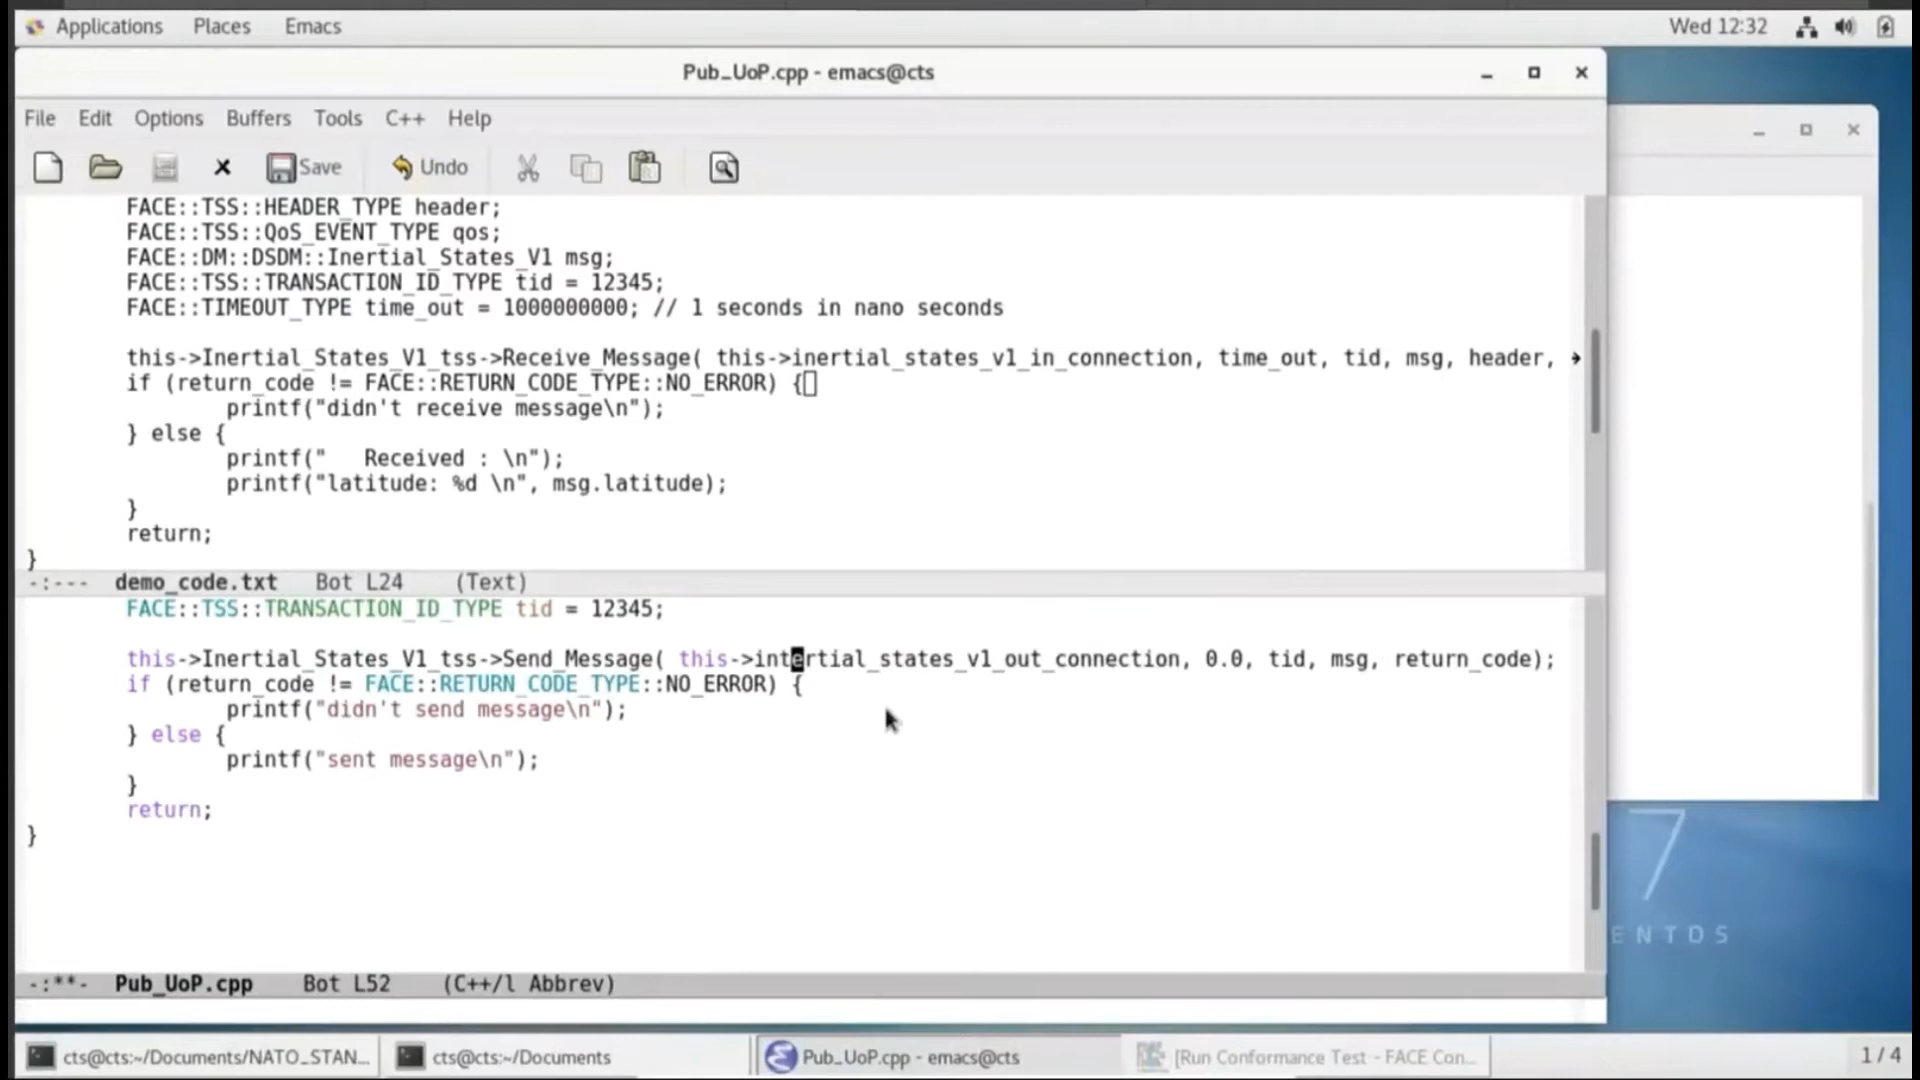 Applications Places Emacs Wed 12:32
Pub_UoP.cpp - emacs@cts
File Edit Options Buffers Tools C++ Help
Save Undo
FACE::TSS::HEADER_TYPE header;
FACE::TSS::QoS_EVENT_TYPE qos;
FACE::DM::DSDM::Inertial_States_V1 msg;
FACE::TSS::TRANSACTION_ID_TYPE tid = 12345;
FACE::TIMEOUT_TYPE time_out = 1000000000; // 1 seconds in nano seconds
this->Inertial_States_V1_tss->Receive_Message( this->inertial_states_v1_in_connection, time_out, tid, msg, header,
if (return_code != FACE::RETURN_CODE_TYPE::NO_ERROR) {
printf("didn't receive message\n");
} else {
printf("   Received : \n");
printf("latitude: %d \n", msg.latitude);
}
return;
}
-:--- demo_code.txt Bot L24 (Text)
FACE::TSS::TRANSACTION_ID_TYPE tid = 12345;
this->Inertial_States_V1_tss->Send_Message( this->intertial_states_v1_out_connection, 0.0, tid, msg, return_code);
if (return_code != FACE::RETURN_CODE_TYPE::NO_ERROR) {
printf("didn't send message\n");
} else {
printf("sent message\n");
}
return;
}
-:**- Pub_UoP.cpp Bot L52 (C++/l Abbrev)
7
ENTOS
cts@cts:~/Documents/NATO_STAN... cts@cts:~/Documents Pub_UoP.cpp - emacs@cts [Run Conformance Test - FACE Con... 1 / 4